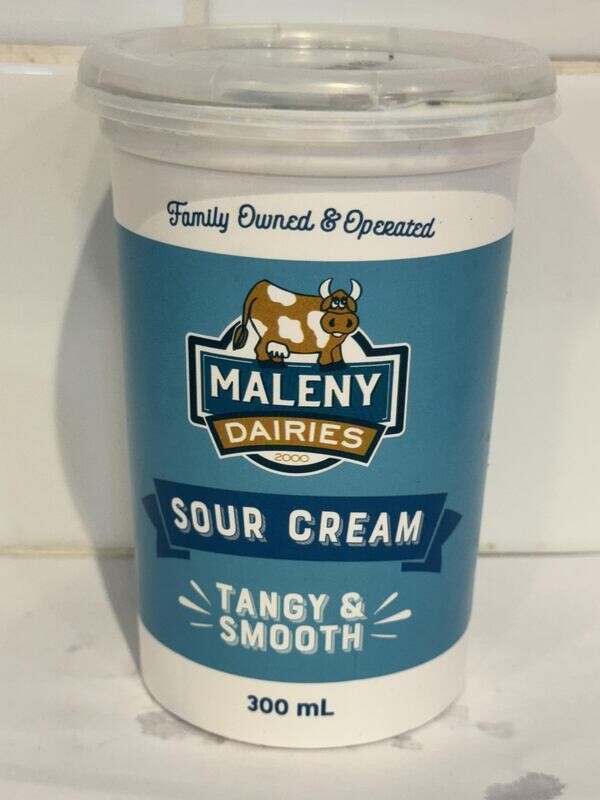 Family Owned & Operated
MALENY
DAIRIES
2000
SOUR CREAM
TANGY &
SMOOTH
300 mL